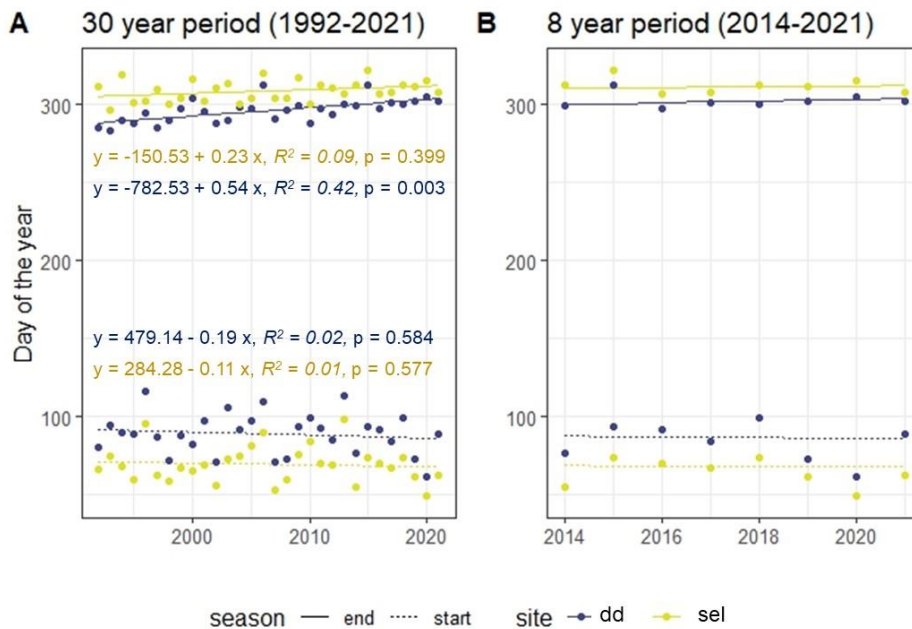 A 30 year period (1992-2021)
B 8 year period (2014-2021)
Day of the year
300
200
100
y = -150.53 + 0.23 x, R² = 0.09, p = 0.399
y = -782.53 + 0.54 x, R² = 0.42, p = 0.003
y = 479.14 - 0.19 x, R² = 0.02, p = 0.584
y = 284.28 - 0.11 x, R² = 0.01, p = 0.577
2000 2010 2020
300
200
100
2014 2016 2018 2020
season end start site dd sel